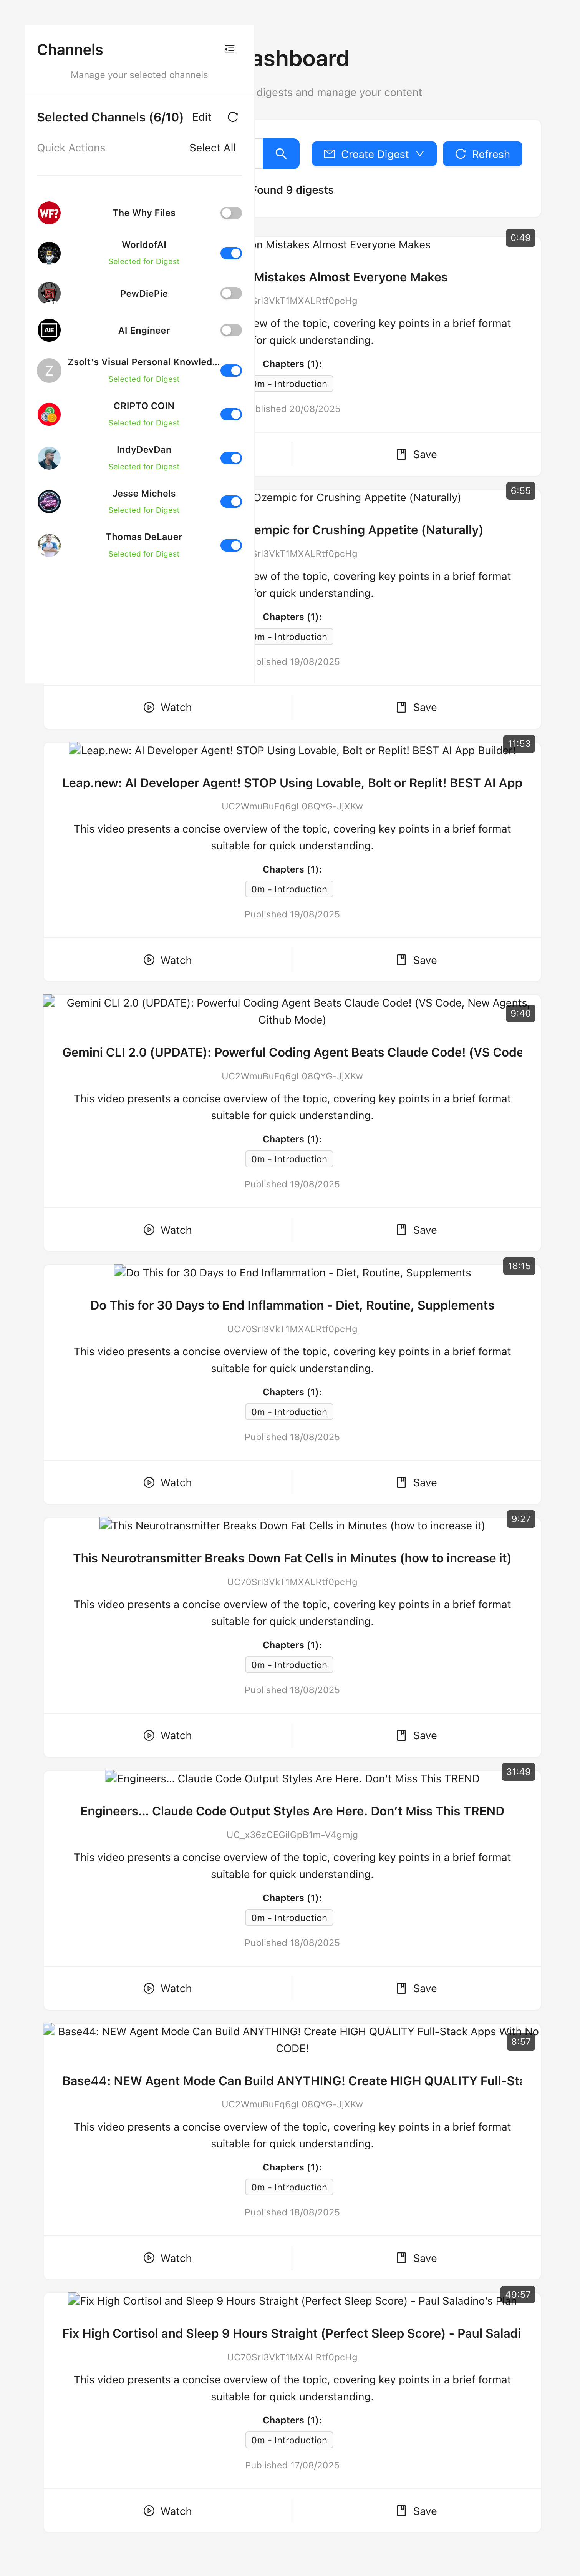 Channels
Manage your selected channels
Selected Channels (6/10) Edit
Quick Actions Select All
WF?
The Why Files
WorldofAI
Selected for Digest
PewDiePie
AE
AI Engineer
Z
Zsolt's Visual Personal Knowled...
Selected for Digest
CRIPTO COIN
Selected for Digest
IndyDevDan
Selected for Digest
Jesse Michels
Selected for Digest
Thomas DeLauer
Selected for Digest
ashboard
digests and manage your content
Create Digest Refresh
ound 9 digests
0:49
on Mistakes Almost Everyone Makes
Mistakes Almost Everyone Makes
SrI3VkT1MXALRtf0pcHg
ew of the topic, covering key points in a brief format
for quick understanding.
Chapters (1):
0m - Introduction
blished 20/08/2025
Save
6:55
Ozempic for Crushing Appetite (Naturally)
empic for Crushing Appetite (Naturally)
SrI3VkT1MXALRtf0pcHg
ew of the topic, covering key points in a brief format
for quick understanding.
Chapters (1):
0m - Introduction
blished 19/08/2025
Watch Save
11:53
Leap.new: AI Developer Agent! STOP Using Lovable, Bolt or Replit! BEST AI App Builder!
Leap.new: AI Developer Agent! STOP Using Lovable, Bolt or Replit! BEST AI App
UC2WmuBuFq6gL08QYG-JjXKw
This video presents a concise overview of the topic, covering key points in a brief format
suitable for quick understanding.
Chapters (1):
0m - Introduction
Published 19/08/2025
Watch Save
Gemini CLI 2.0 (UPDATE): Powerful Coding Agent Beats Claude Code! (VS Code, New Agents,
9:40
Github Mode)
Gemini CLI 2.0 (UPDATE): Powerful Coding Agent Beats Claude Code! (VS Code
UC2WmuBuFq6gL08QYG-JjXKw
This video presents a concise overview of the topic, covering key points in a brief format
suitable for quick understanding.
Chapters (1):
0m - Introduction
Published 19/08/2025
Watch Save
18:15
Do This for 30 Days to End Inflammation - Diet, Routine, Supplements
Do This for 30 Days to End Inflammation - Diet, Routine, Supplements
UC70SrI3VkT1MXALRtf0pcHg
This video presents a concise overview of the topic, covering key points in a brief format
suitable for quick understanding.
Chapters (1):
0m - Introduction
Published 18/08/2025
Watch Save
9:27
This Neurotransmitter Breaks Down Fat Cells in Minutes (how to increase it)
This Neurotransmitter Breaks Down Fat Cells in Minutes (how to increase it)
UC70SrI3VkT1MXALRtf0pcHg
This video presents a concise overview of the topic, covering key points in a brief format
suitable for quick understanding.
Chapters (1):
0m - Introduction
Published 18/08/2025
Watch Save
31:49
Engineers... Claude Code Output Styles Are Here. Don’t Miss This TREND
Engineers... Claude Code Output Styles Are Here. Don’t Miss This TREND
UC_x36zCEGilGpB1m-V4gmjg
This video presents a concise overview of the topic, covering key points in a brief format
suitable for quick understanding.
Chapters (1):
0m - Introduction
Published 18/08/2025
Watch Save
Base44: NEW Agent Mode Can Build ANYTHING! Create HIGH QUALITY Full-Stack Apps With No
8:57
CODE!
Base44: NEW Agent Mode Can Build ANYTHING! Create HIGH QUALITY Full-Sta
UC2WmuBuFq6gL08QYG-JjXKw
This video presents a concise overview of the topic, covering key points in a brief format
suitable for quick understanding.
Chapters (1):
0m - Introduction
Published 18/08/2025
Watch Save
49:57
Fix High Cortisol and Sleep 9 Hours Straight (Perfect Sleep Score) - Paul Saladino’s Plan
Fix High Cortisol and Sleep 9 Hours Straight (Perfect Sleep Score) - Paul Saladi
UC70SrI3VkT1MXALRtf0pcHg
This video presents a concise overview of the topic, covering key points in a brief format
suitable for quick understanding.
Chapters (1):
0m - Introduction
Published 17/08/2025
Watch Save